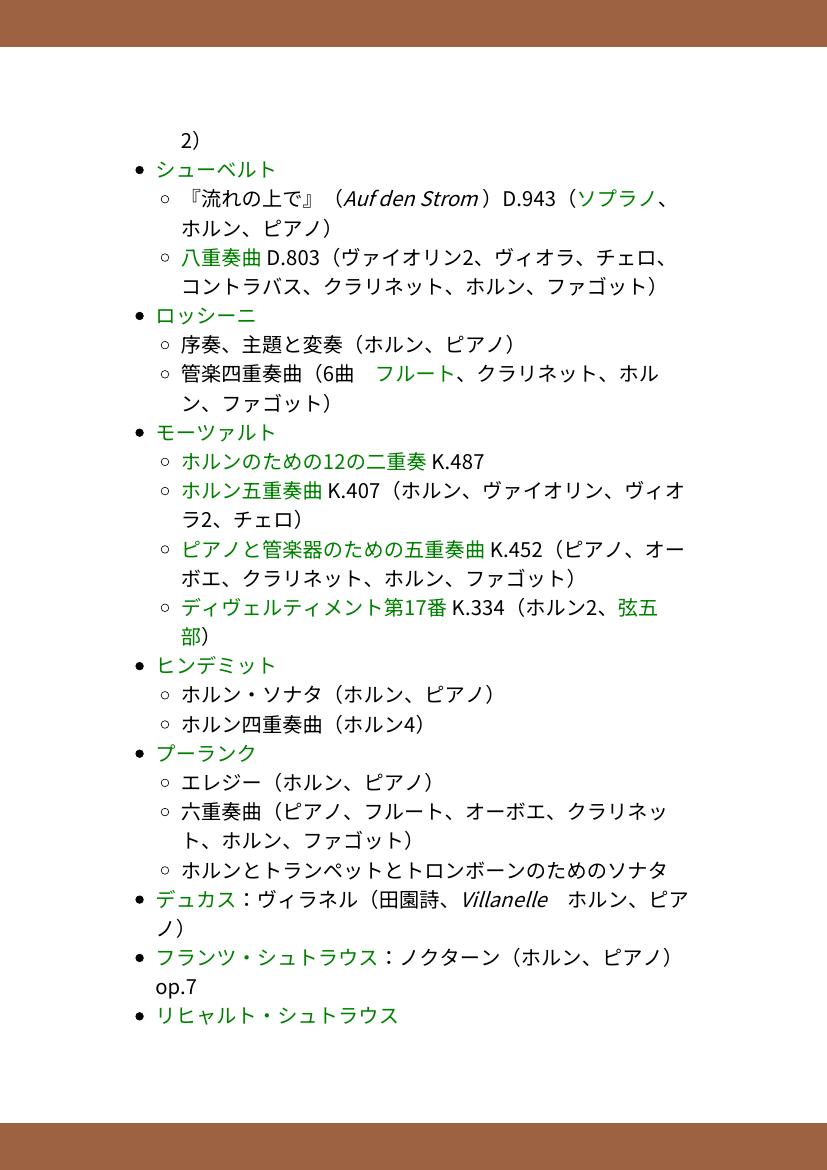 2）
シューベルト
『流れの上で』（Auf den Strom ）D.943（ソプラノ、
ホルン、ピアノ）
八重奏曲 D.803（ヴァイオリン2、ヴィオラ、チェロ、
コントラバス、クラリネット、ホルン、ファゴット）
ロッシーニ
序奏、主題と変奏（ホルン、ピアノ）
管楽四重奏曲（6曲　フルート、クラリネット、ホル
ン、ファゴット）
モーツァルト
ホルンのための12の二重奏 K.487
ホルン五重奏曲 K.407（ホルン、ヴァイオリン、ヴィオ
ラ2、チェロ）
ピアノと管楽器のための五重奏曲 K.452（ピアノ、オー
ボエ、クラリネット、ホルン、ファゴット）
ディヴェルティメント第17番 K.334（ホルン2、弦五
部）
ヒンデミット
ホルン・ソナタ（ホルン、ピアノ）
ホルン四重奏曲（ホルン4）
プーランク
エレジー（ホルン、ピアノ）
六重奏曲（ピアノ、フルート、オーボエ、クラリネッ
ト、ホルン、ファゴット）
ホルンとトランペットとトロンボーンのためのソナタ
デュカス：ヴィラネル（田園詩、Villanelle　ホルン、ピア
ノ）
フランツ・シュトラウス：ノクターン（ホルン、ピアノ）
op.7
リヒャルト・シュトラウス